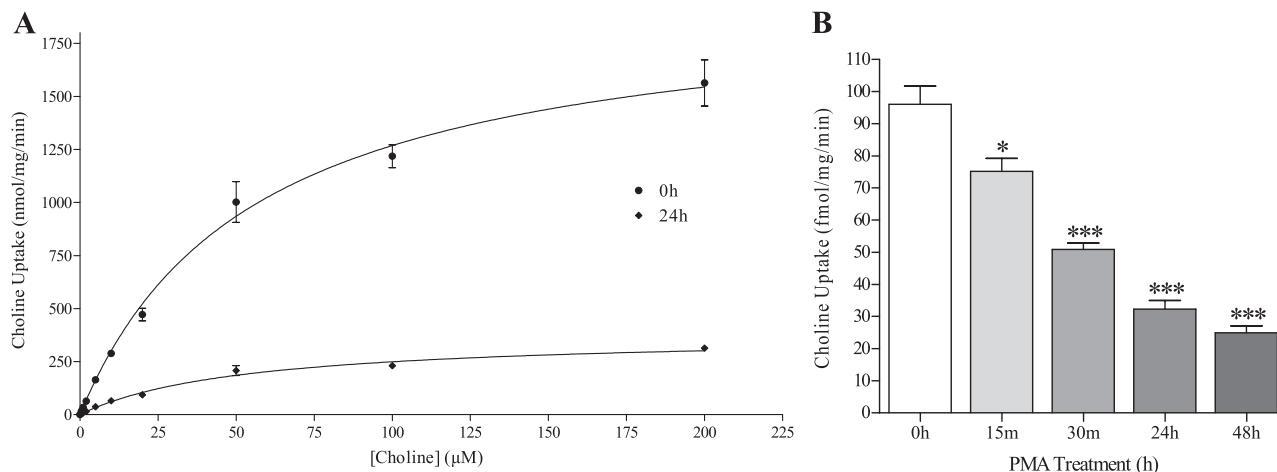 A
Choline Uptake (nmol/mg/min)
1750
1500
1250
1000
750
500
250
0
0 25 50 75 100 125 150 175 200 225
[Choline] (μM)
0h
24h
B
Choline Uptake (fmol/mg/min)
110
100
90
80
70
60
50
40
30
20
10
0
*
***
***
***
0h 15m 30m 24h 48h
PMA Treatment (h)